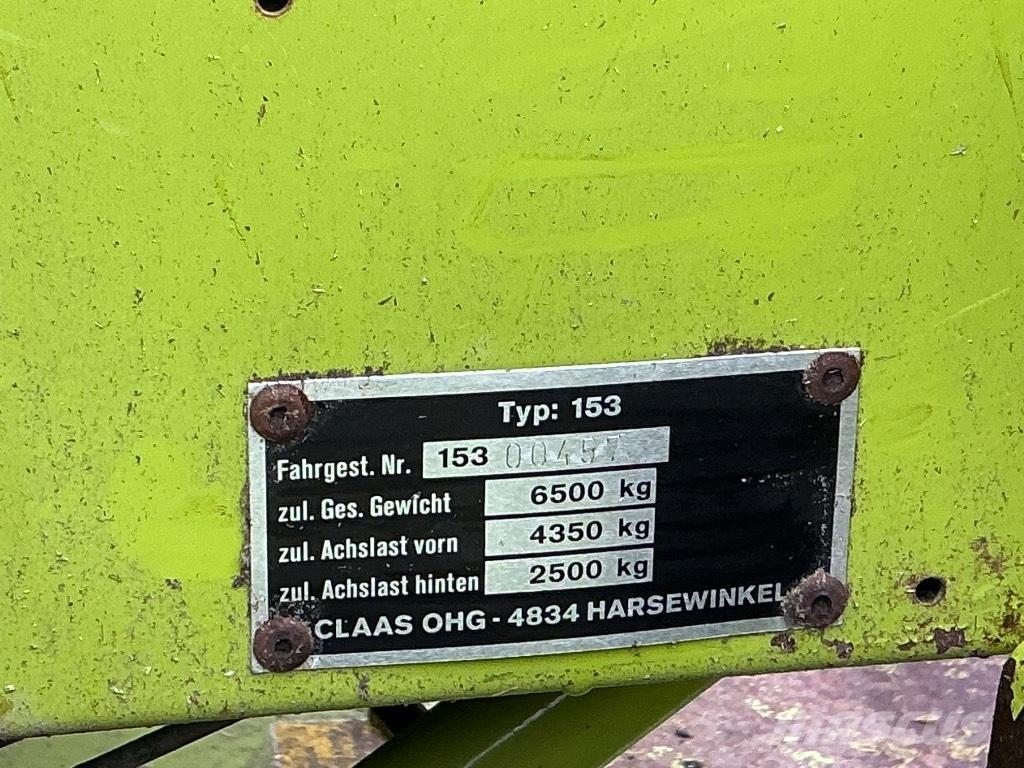 Typ: 153
Fahrgest. Nr. 153 00457
zul. Ges. Gewicht 6500 kg
zul. Achslast vorn 4350 kg
zul. Achslast hinten 2500 kg
CLAAS OHG - 4834 HARSEWINKEL
MASCUS